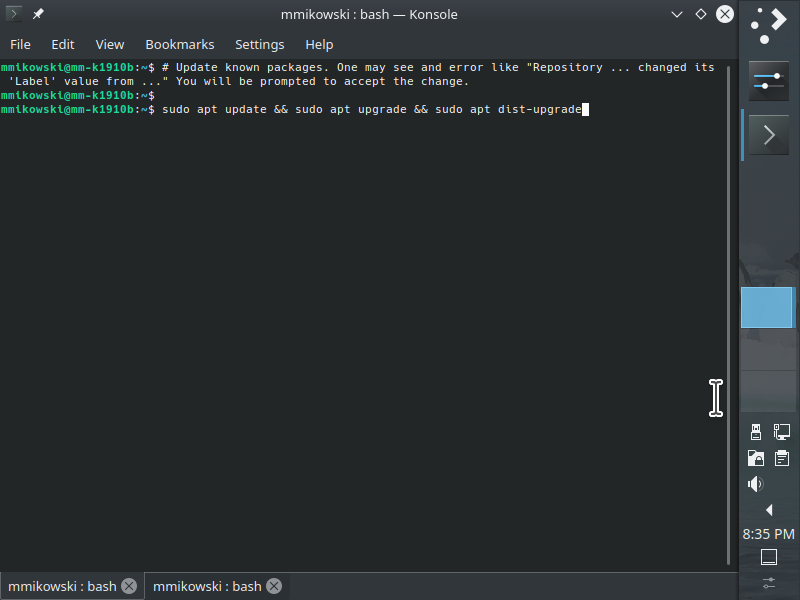 mmikowski : bash — Konsole
File Edit View Bookmarks Settings Help
mmikowski@mm-k1910b:~$ # Update known packages. One may see and error like "Repository ... changed its
'Label' value from ..." You will be prompted to accept the change.
mmikowski@mm-k1910b:~$
mmikowski@mm-k1910b:~$ sudo apt update && sudo apt upgrade && sudo apt dist-upgrade
8:35 PM
mmikowski : bash mmikowski : bash